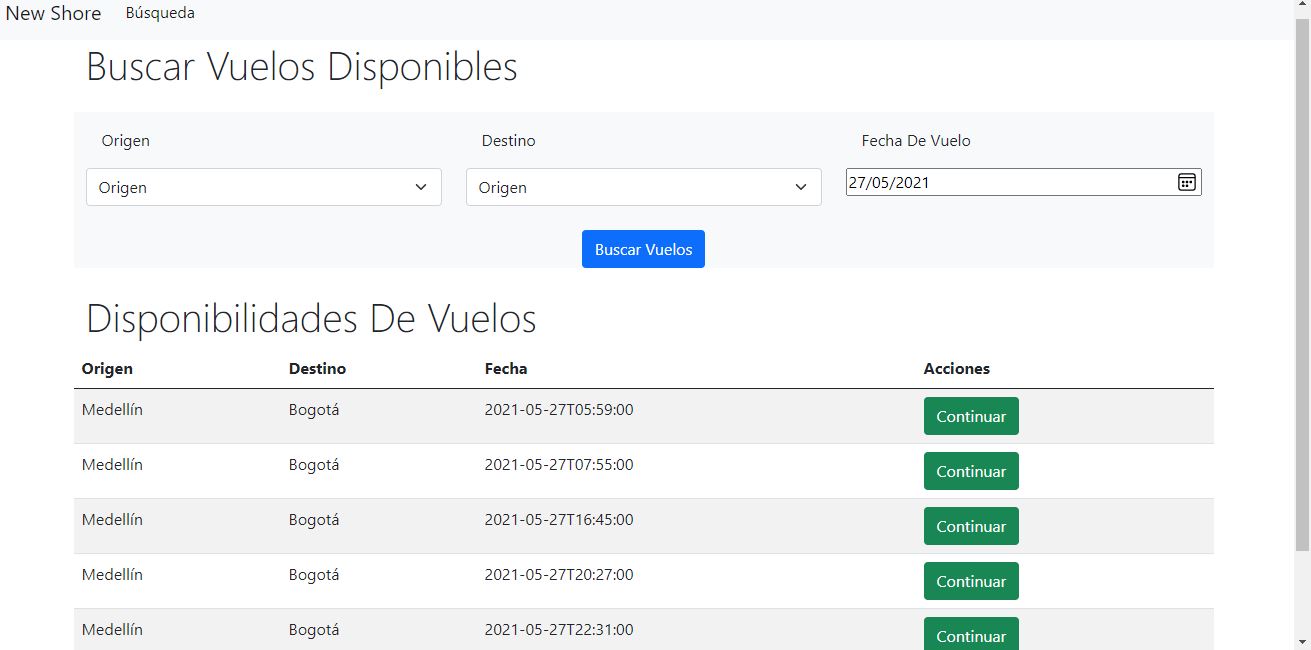 New Shore Búsqueda
Buscar Vuelos Disponibles
Origen Destino Fecha De Vuelo
Origen Origen 27/05/2021
Buscar Vuelos
Disponibilidades De Vuelos
Origen Destino Fecha Acciones
Medellín Bogotá 2021-05-27T05:59:00 Continuar
Medellín Bogotá 2021-05-27T07:55:00 Continuar
Medellín Bogotá 2021-05-27T16:45:00 Continuar
Medellín Bogotá 2021-05-27T20:27:00 Continuar
Medellín Bogotá 2021-05-27T22:31:00 Continuar